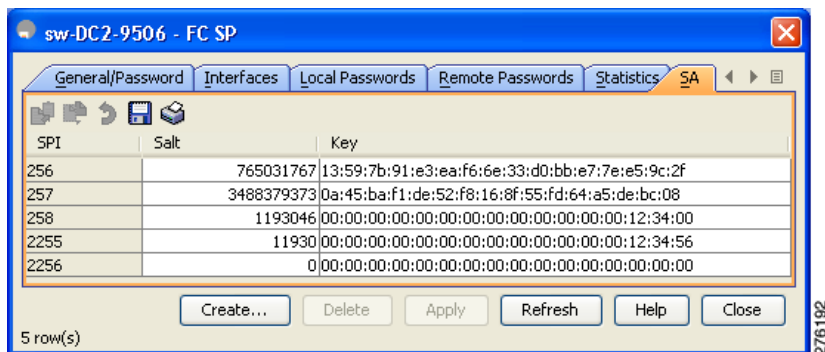 sw-DC2-9506 - FC SP
General/Password Interfaces Local Passwords Remote Passwords Statistics SA
SPI Salt Key
256 765031767 13:59:7b:91:e3:ea:f6:6e:33:d0:bb:e7:7e:e5:9c:2f
257 3488379373 0a:45:ba:f1:de:52:f8:16:8f:55:fd:64:a5:de:bc:08
258 1193046 00:00:00:00:00:00:00:00:00:00:00:00:00:12:34:00
2255 11930 00:00:00:00:00:00:00:00:00:00:00:00:00:12:34:56
2256 0 00:00:00:00:00:00:00:00:00:00:00:00:00:00:00:00
Create... Delete Apply Refresh Help Close
5 row(s)
276192